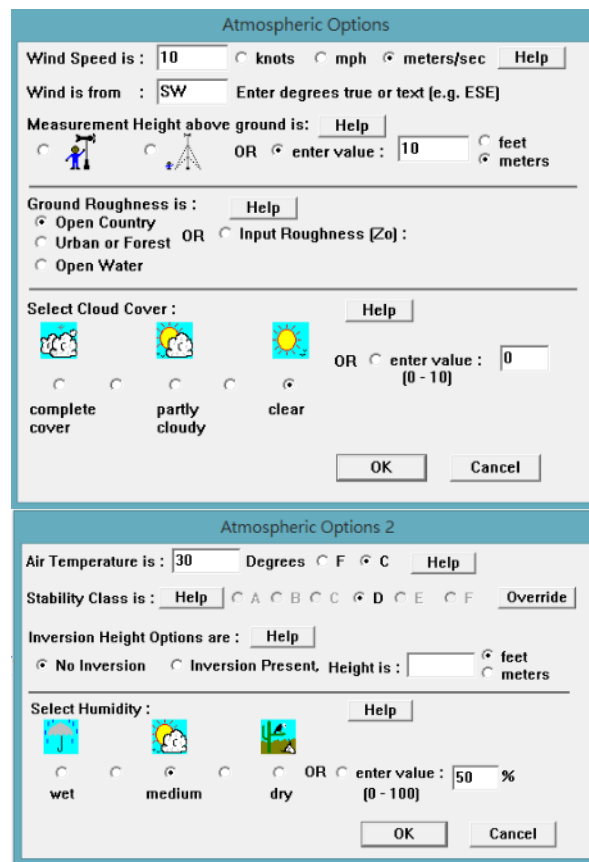 Atmospheric Options
Wind Speed is : 10 knots mph meters/sec Help
Wind is from : SW Enter degrees true or text (e.g. ESE)
Measurement Height above ground is: Help
OR enter value : 10 feet
meters
Ground Roughness is : Help
Open Country
Urban or Forest OR Input Roughness (Zo) :
Open Water
Select Cloud Cover : Help
OR enter value : 0
(0 - 10)
complete partly clear
cover cloudy
OK Cancel
Atmospheric Options 2
Air Temperature is : 30 Degrees F C Help
Stability Class is : Help A B C D E F Override
Inversion Height Options are : Help
No Inversion Inversion Present, Height is : feet
meters
Select Humidity : Help
OR enter value : 50 %
wet medium dry (0 - 100)
OK Cancel